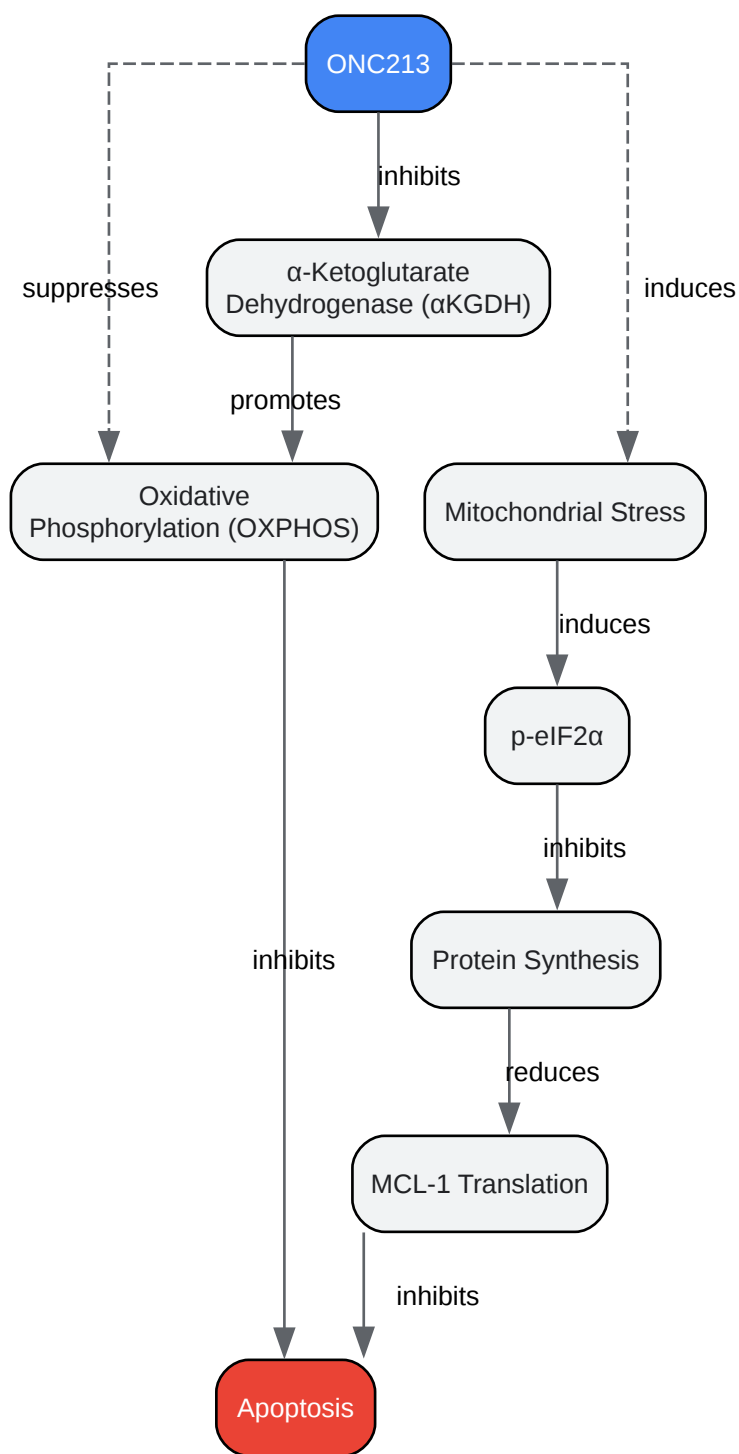 ONC213
inhibits
α-Ketoglutarate
Dehydrogenase (αKGDH)
suppresses
induces
promotes
Oxidative
Phosphorylation (OXPHOS)
Mitochondrial Stress
induces
p-eIF2α
inhibits
Protein Synthesis
inhibits
reduces
MCL-1 Translation
inhibits
Apoptosis